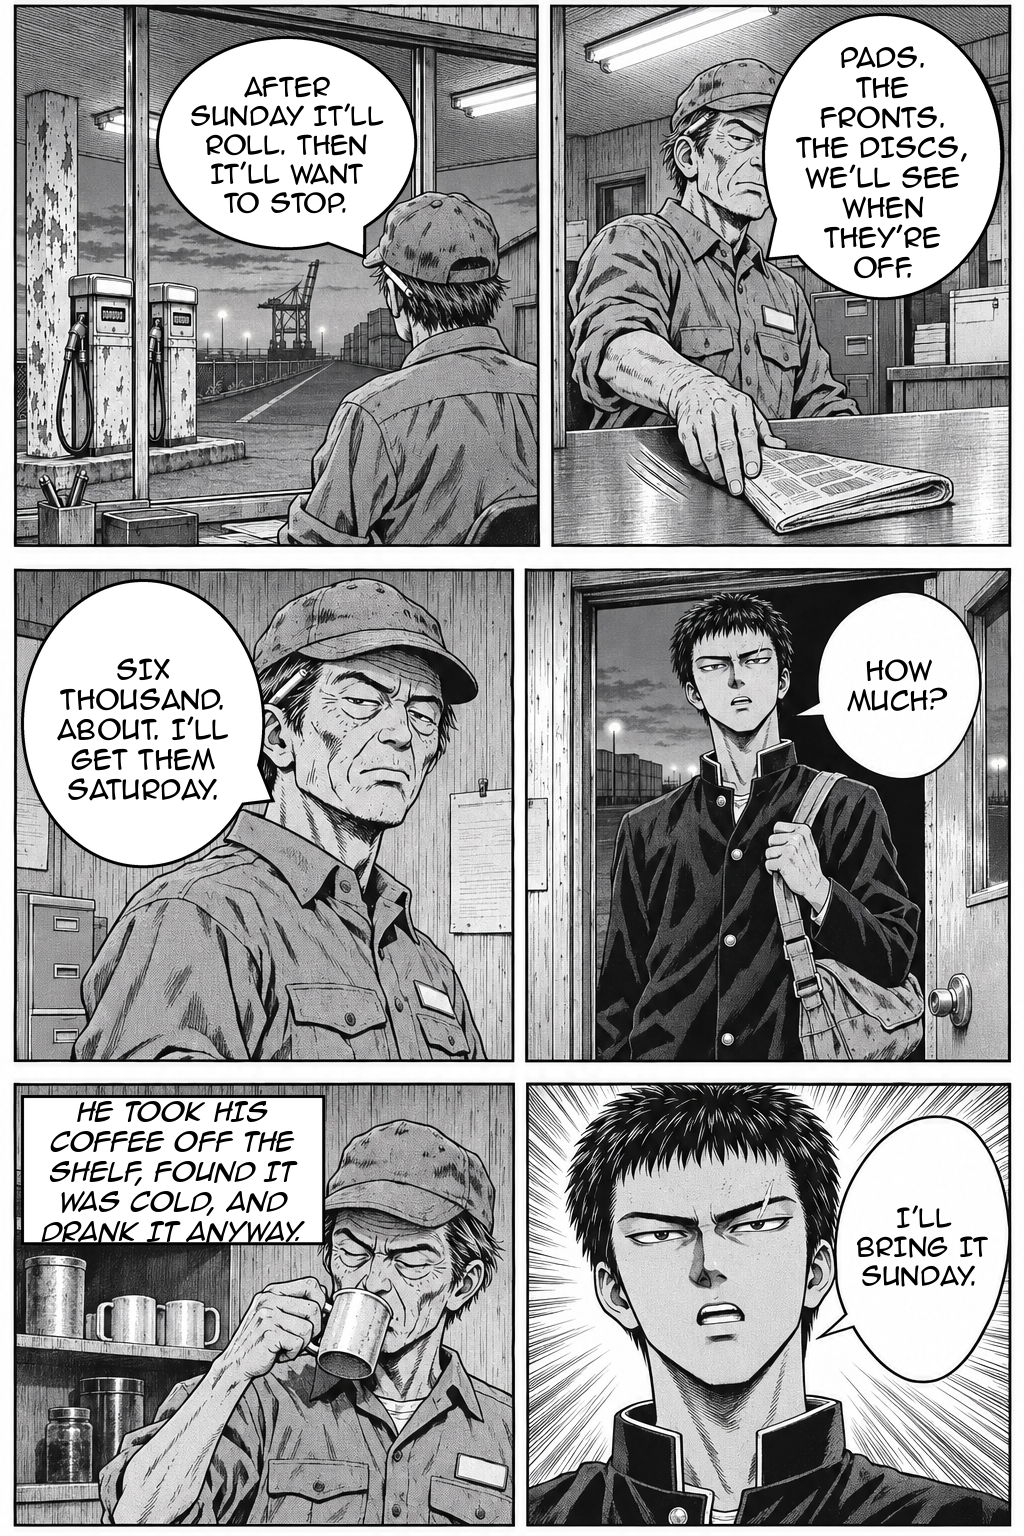 PADS.
THE
FRONTS.
THE DISCS,
WE'LL SEE
WHEN
THEY'RE
OFF.
AFTER
SUNDAY IT'LL
ROLL. THEN
IT'LL WANT
TO STOP.
HOW
MUCH?
SIX
THOUSAND.
ABOUT. I'LL
GET THEM
SATURDAY.
I'LL
BRING IT
SUNDAY.
HE TOOK HIS
COFFEE OFF THE
SHELF, FOUND IT
WAS COLD, AND
DRANK IT ANYWAY.